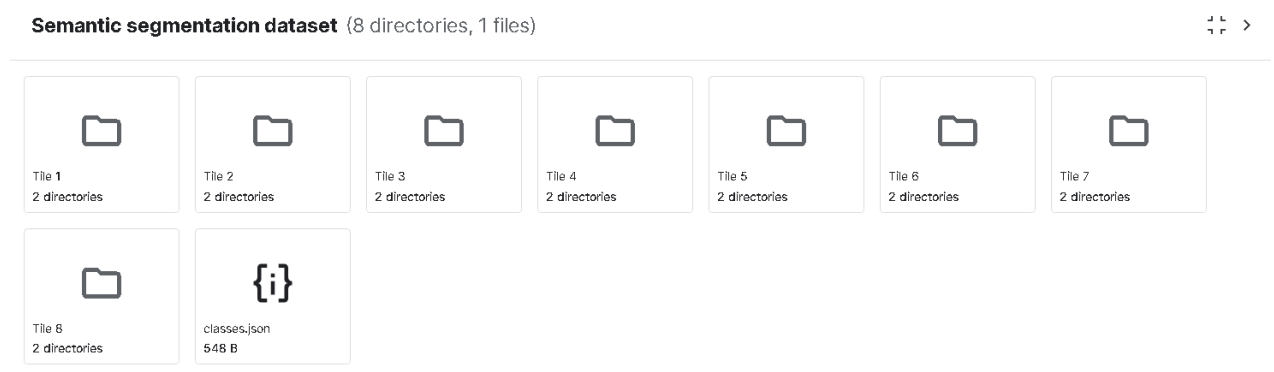 Semantic segmentation dataset (8 directories, 1 files)
Tile 1
2 directories
Tile 2
2 directories
Tile 3
2 directories
Tile 4
2 directories
Tile 5
2 directories
Tile 6
2 directories
Tile 7
2 directories
Tile 8
2 directories
{i}
classes.json
548 B